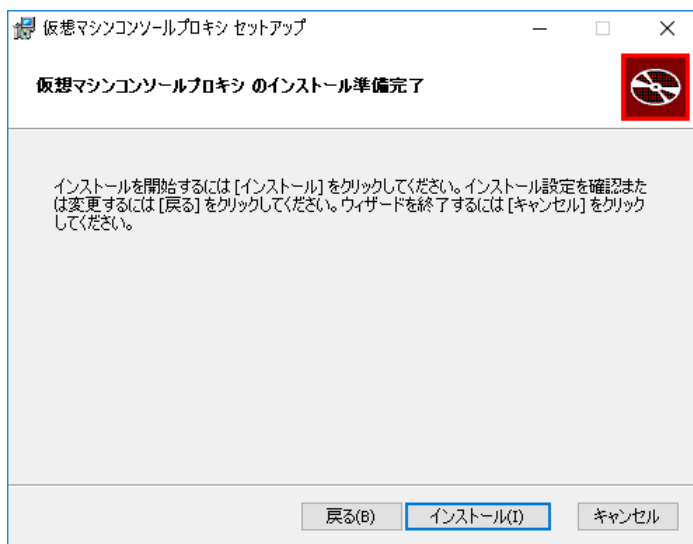 仮想マシンコンソールプロキシ セットアップ
仮想マシンコンソールプロキシ のインストール準備完了
インストールを開始するには [インストール] をクリックしてください。インストール設定を確認また
は変更するには [戻る] をクリックしてください。ウィザードを終了するには [キャンセル] をクリック
してください。
戻る(B) インストール(I) キャンセル